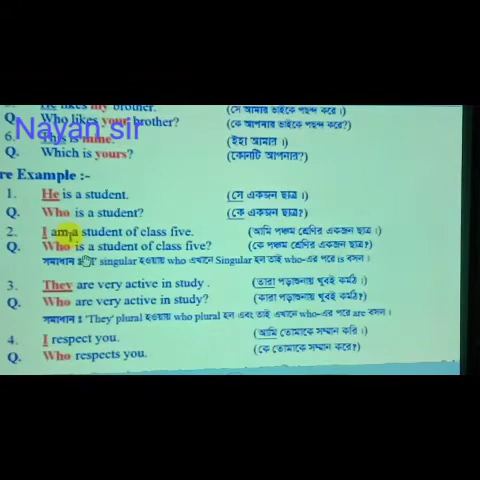 He likes my brother. (সে আমার ভাইকে পছন্দ করে।)
Q. Who likes your brother? (কে আপনার ভাইকে পছন্দ করে?)
Nayan sir
6. This is mine. (ইহা আমার।)
Q. Which is yours? (কোনটি আপনার?)
re Example :-
1. He is a student. (সে একজন ছাত্র।)
Q. Who is a student? (কে একজন ছাত্র?)
2. I am a student of class five. (আমি পঞ্চম শ্রেণির একজন ছাত্র।)
Q. Who is a student of class five? (কে পঞ্চম শ্রেণির একজন ছাত্র?)
সমাধান ঃ 'I' singular হওয়ায় who এখানে Singular হল তাই who-এর পরে is বসল।
3. They are very active in study. (তারা পড়াশুনায় খুবই কর্মঠ।)
Q. Who are very active in study? (কারা পড়াশুনায় খুবই কর্মঠ?)
সমাধান ঃ 'They' plural হওয়ায় who plural হল এবং তাই এখানে who-এর পরে are বসল।
4. I respect you. (আমি তোমাকে সম্মান করি।)
Q. Who respects you. (কে তোমাকে সম্মান করে?)